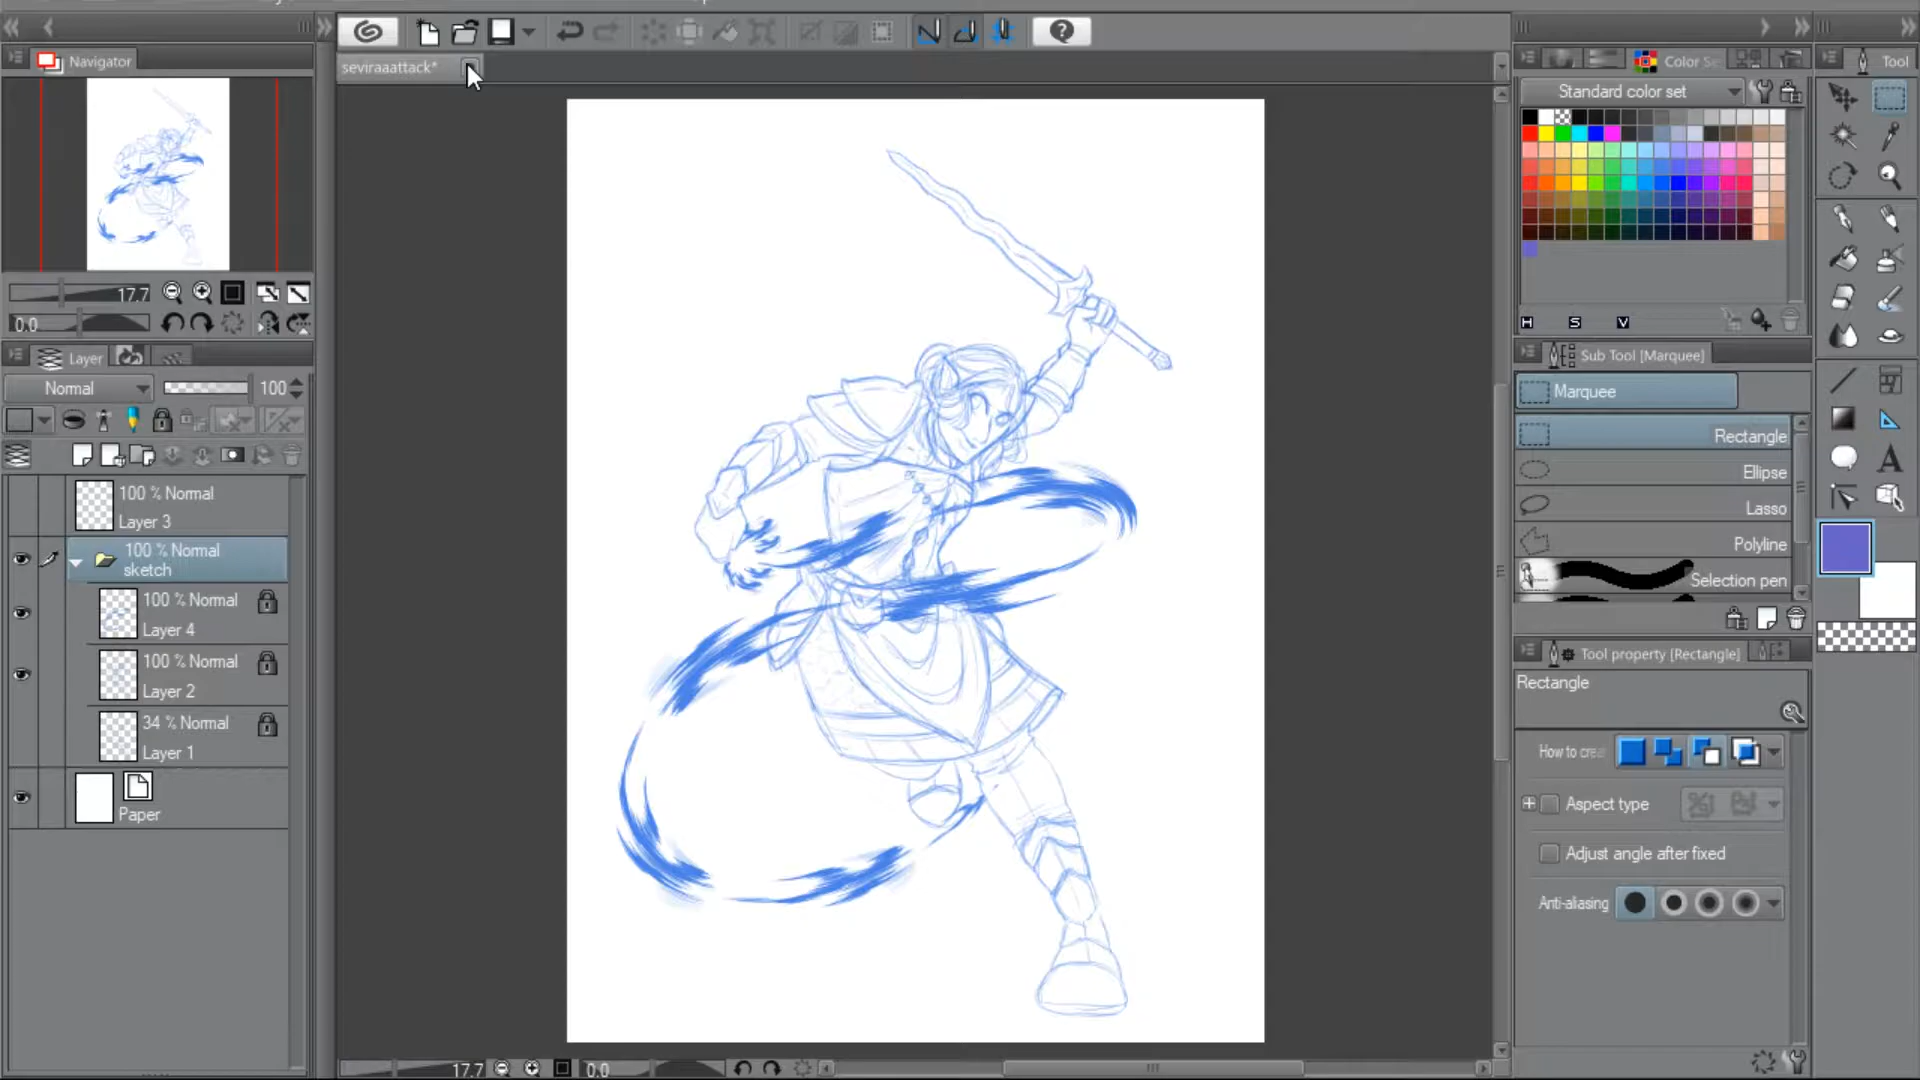 Navigator
seviraaattack*
Color Se
Tool
Standard color set
17.7
0.0
H S V
Layer
Normal
100
Sub Tool [Marquee]
Marquee
Rectangle
Ellipse
Lasso
Polyline
Selection pen
100 % Normal
Layer 3
100 % Normal
sketch
100 % Normal
Layer 4
100 % Normal
Layer 2
34 % Normal
Layer 1
Paper
Tool property [Rectangle]
Rectangle
How to crea
Aspect type
Adjust angle after fixed
Anti-aliasing
17.7
0.0